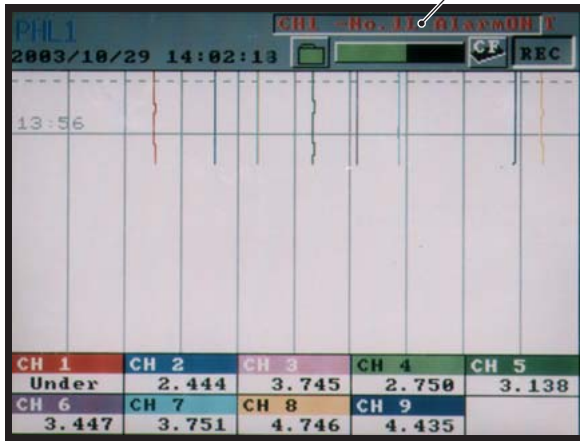 PHL1
CH1 -No.1): AlarmON T
2003/10/29 14:02:13
CF REC
13:56
CH 1 CH 2 CH 3 CH 4 CH 5
Under 2.444 3.745 2.750 3.138
CH 6 CH 7 CH 8 CH 9
3.447 3.751 4.746 4.435